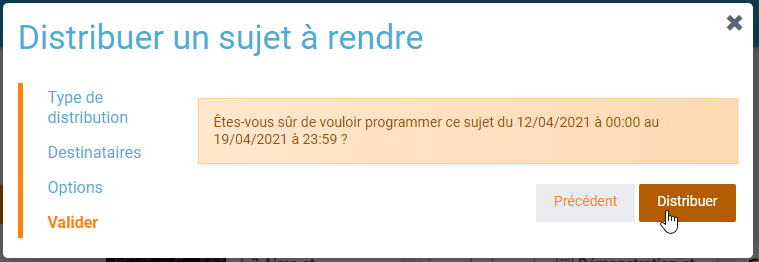 Distribuer un sujet à rendre
Type de
distribution
Destinataires
Options
Valider
Êtes-vous sûr de vouloir programmer ce sujet du 12/04/2021 à 00:00 au
19/04/2021 à 23:59 ?
Précédent
Distribuer